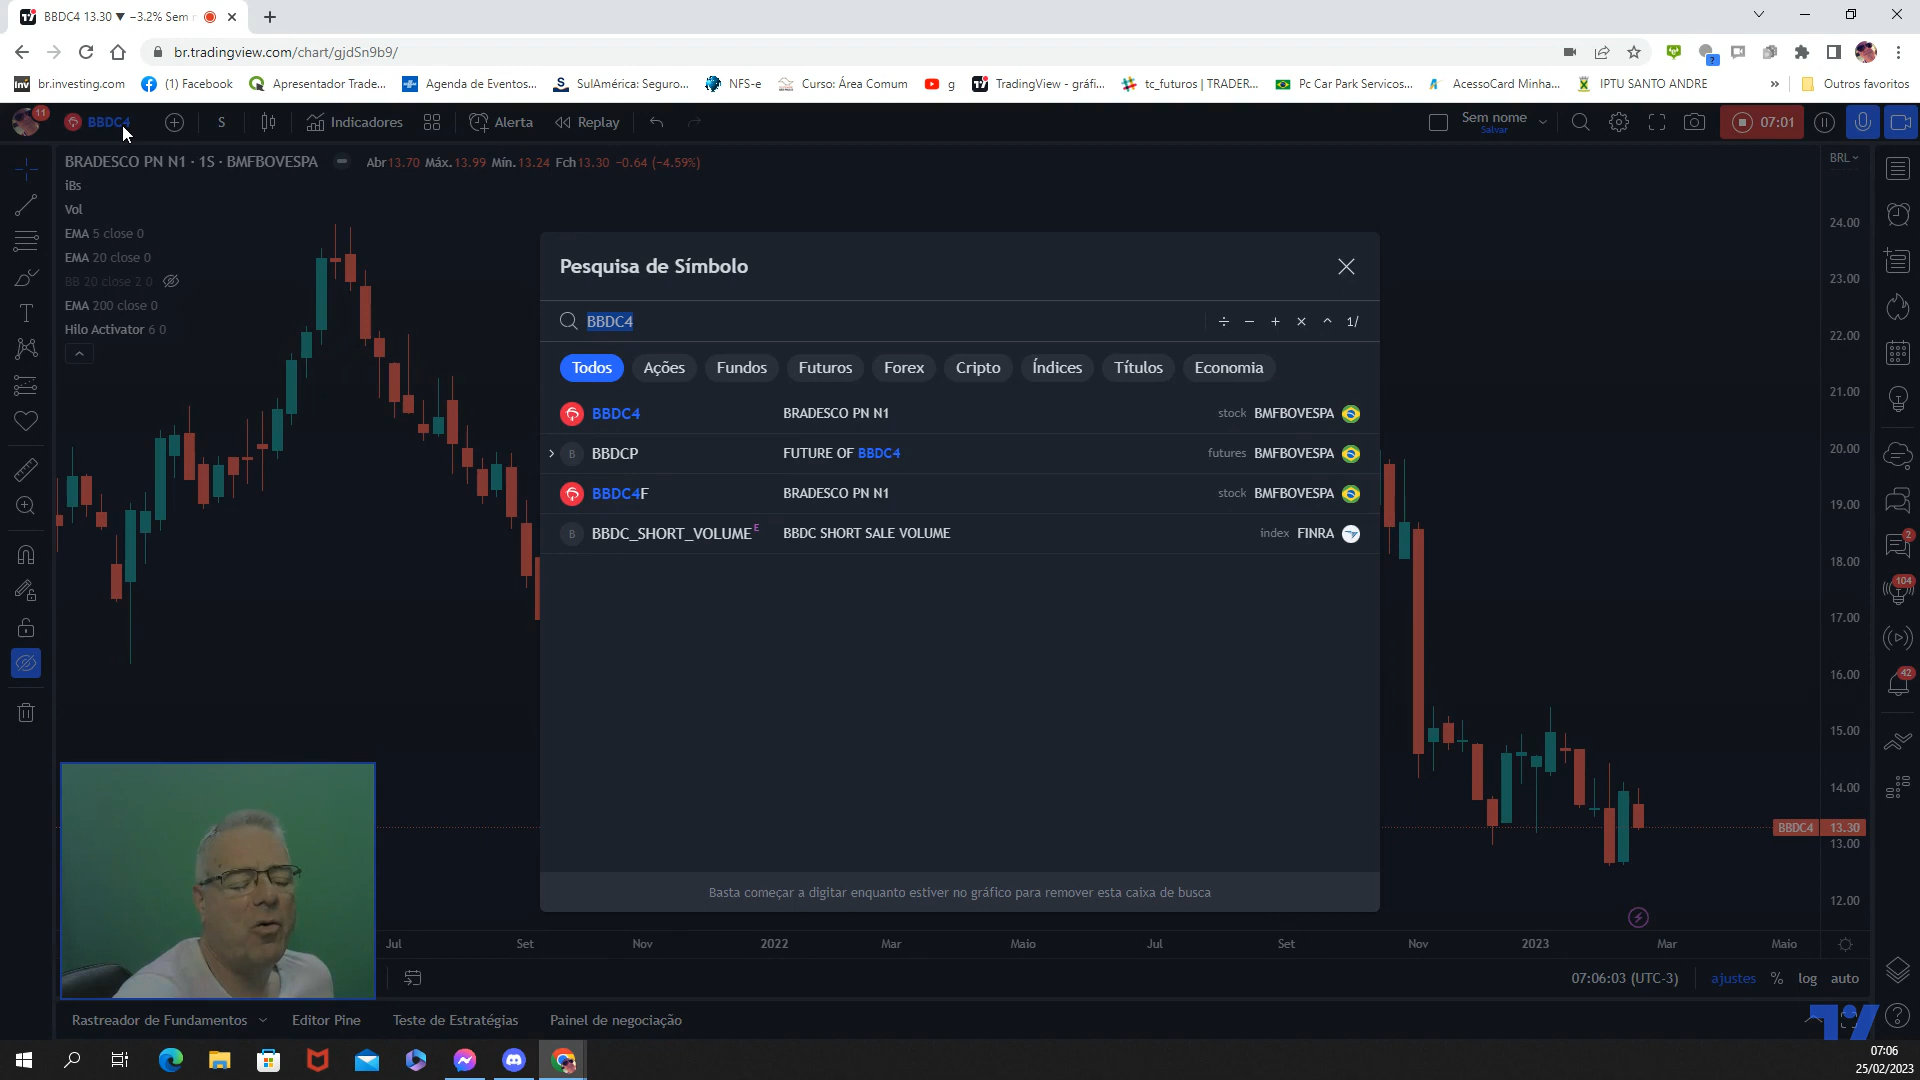 BBDC4 13.30 ▼ −3.2% Sem
br.tradingview.com/chart/gjdSn9b9/
br.investing.com
(1) Facebook
Apresentador Trade...
Agenda de Eventos...
SulAmérica: Seguro...
NFS-e
Curso: Área Comum
g
TradingView - gráfi...
tc_futuros | TRADER...
Pc Car Park Servicos...
AcessoCard Minha...
IPTU SANTO ANDRE
»
Outros favoritos
11
BBDC4
S
Indicadores
Alerta
Replay
Sem nome
Salvar
07:01
BRADESCO PN N1 · 1S · BMFBOVESPA
Abr13.70 Máx.13.99 Mín.13.24 Fch13.30 −0.64 (−4.59%)
BRL
iBs
Vol
EMA 5 close 0
EMA 20 close 0
BB 20 close 2 0
EMA 200 close 0
Hilo Activator 6 0
Pesquisa de Símbolo
BBDC4
÷ − + × ^ 1/
Todos
Ações
Fundos
Futuros
Forex
Cripto
Índices
Títulos
Economia
BBDC4 BRADESCO PN N1 stock BMFBOVESPA
B BBDCP FUTURE OF BBDC4 futures BMFBOVESPA
BBDC4F BRADESCO PN N1 stock BMFBOVESPA
B BBDC_SHORT_VOLUME E BBDC SHORT SALE VOLUME index FINRA
Basta começar a digitar enquanto estiver no gráfico para remover esta caixa de busca
24.00
23.00
22.00
21.00
20.00
19.00
18.00
17.00
16.00
15.00
14.00
BBDC4 13.30
13.00
12.00
2
104
42
Jul
Set
Nov
2022
Mar
Maio
Jul
Set
Nov
2023
Mar
Maio
07:06:03 (UTC-3)
ajustes
%
log
auto
Rastreador de Fundamentos
Editor Pine
Teste de Estratégias
Painel de negociação
07:06
25/02/2023